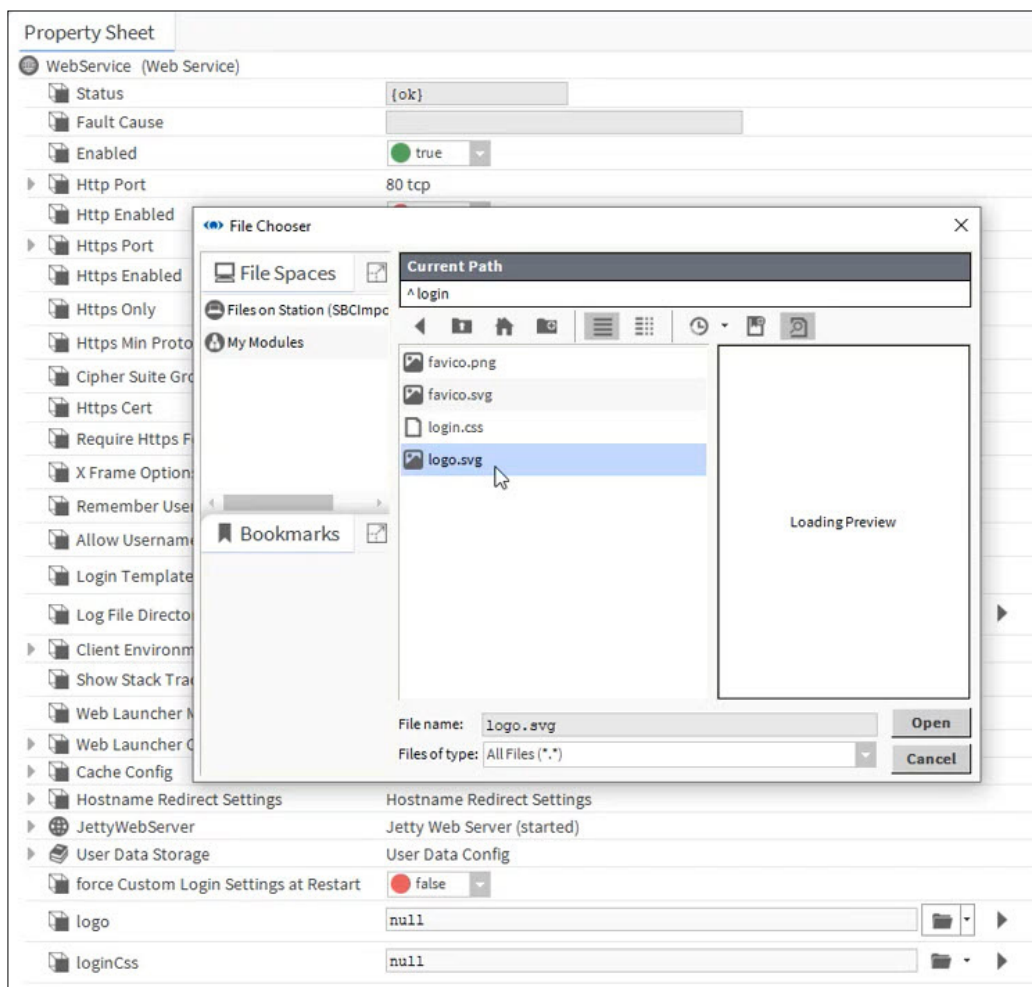 Property Sheet
WebService (Web Service)
Status {ok}
Fault Cause
Enabled true
Http Port 80 tcp
Http Enabled
Https Port
Https Enabled
Https Only
Https Min Proto
Cipher Suite Gro
Https Cert
Require Https F
X Frame Option
Remember User
Allow Username
Login Template
Log File Directo
Client Environm
Show Stack Tra
Web Launcher
Web Launcher C
Cache Config
File Chooser
File Spaces
Files on Station (SBCImpo
My Modules
Bookmarks
Current Path
^login
favico.png
favico.svg
login.css
logo.svg
Loading Preview
File name: logo.svg Open
Files of type: All Files (*.*) Cancel
Hostname Redirect Settings Hostname Redirect Settings
JettyWebServer Jetty Web Server (started)
User Data Storage User Data Config
force Custom Login Settings at Restart false
logo null
loginCss null